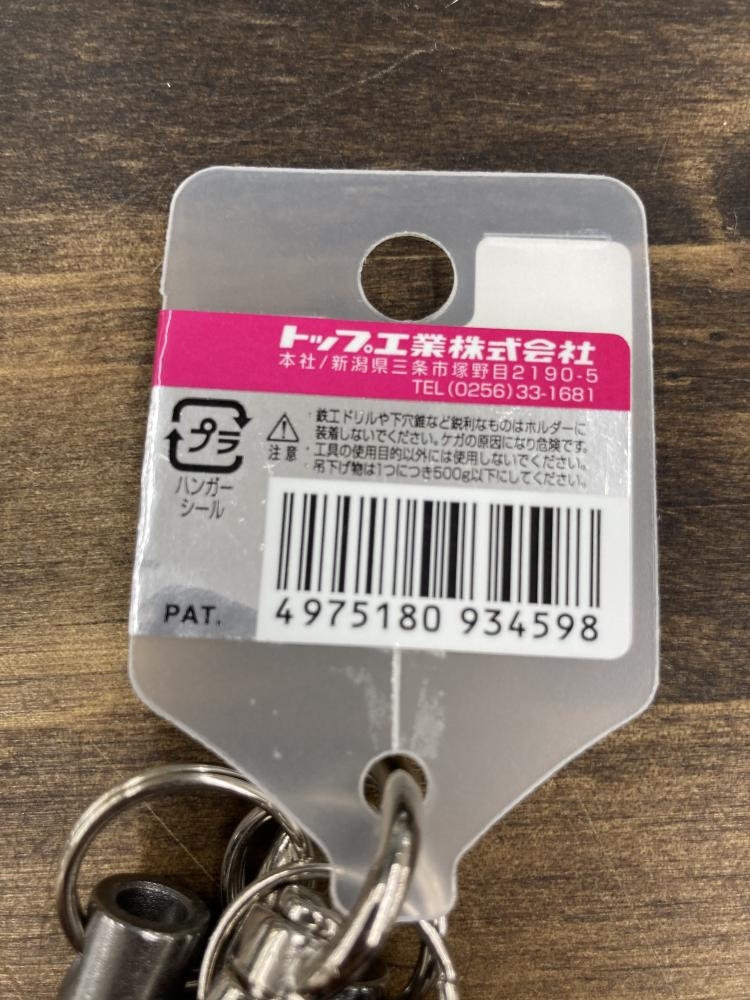 トップ工業株式会社
本社/新潟県三条市塚野目2190-5
TEL(0256)33-1681
プラ
ハンガー
シール
注意
・鉄工ドリルや下穴錐など鋭利なものはホルダーに
装着しないでください。ケガの原因になり危険です。
・工具の使用目的以外には使用しないでください。
・吊下げ物は1つにつき500g以下にしてください。
PAT.
4975180 934598